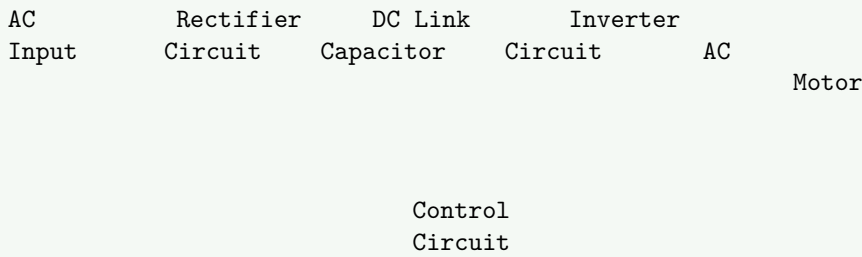 AC Rectifier DC Link Inverter
Input Circuit Capacitor Circuit AC
Motor
Control
Circuit